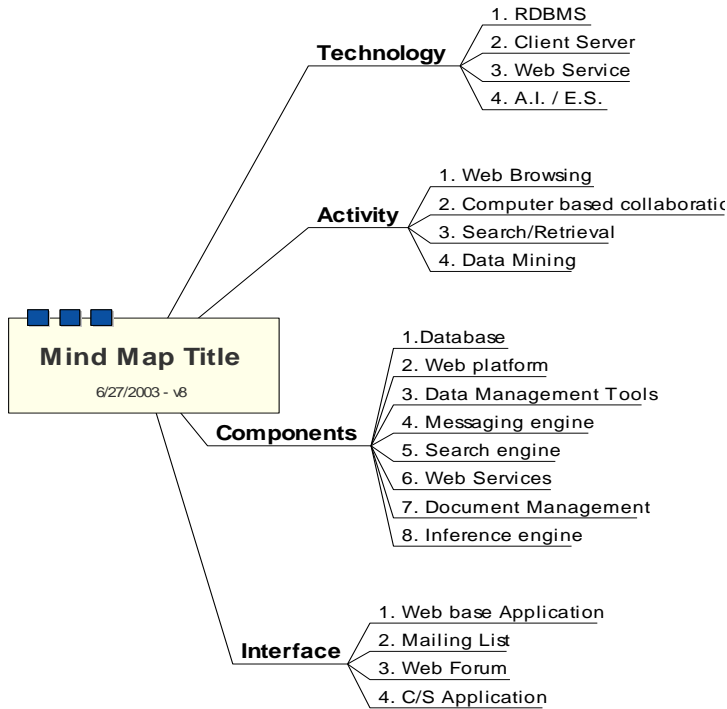 Technology
1. RDBMS
2. Client Server
3. Web Service
4. A.I. / E.S.
Activity
1. Web Browsing
2. Computer based collaboratio
3. Search/Retrieval
4. Data Mining
Mind Map Title
6/27/2003 - v8
Components
1.Database
2. Web platform
3. Data Management Tools
4. Messaging engine
5. Search engine
6. Web Services
7. Document Management
8. Inference engine
Interface
1. Web base Application
2. Mailing List
3. Web Forum
4. C/S Application